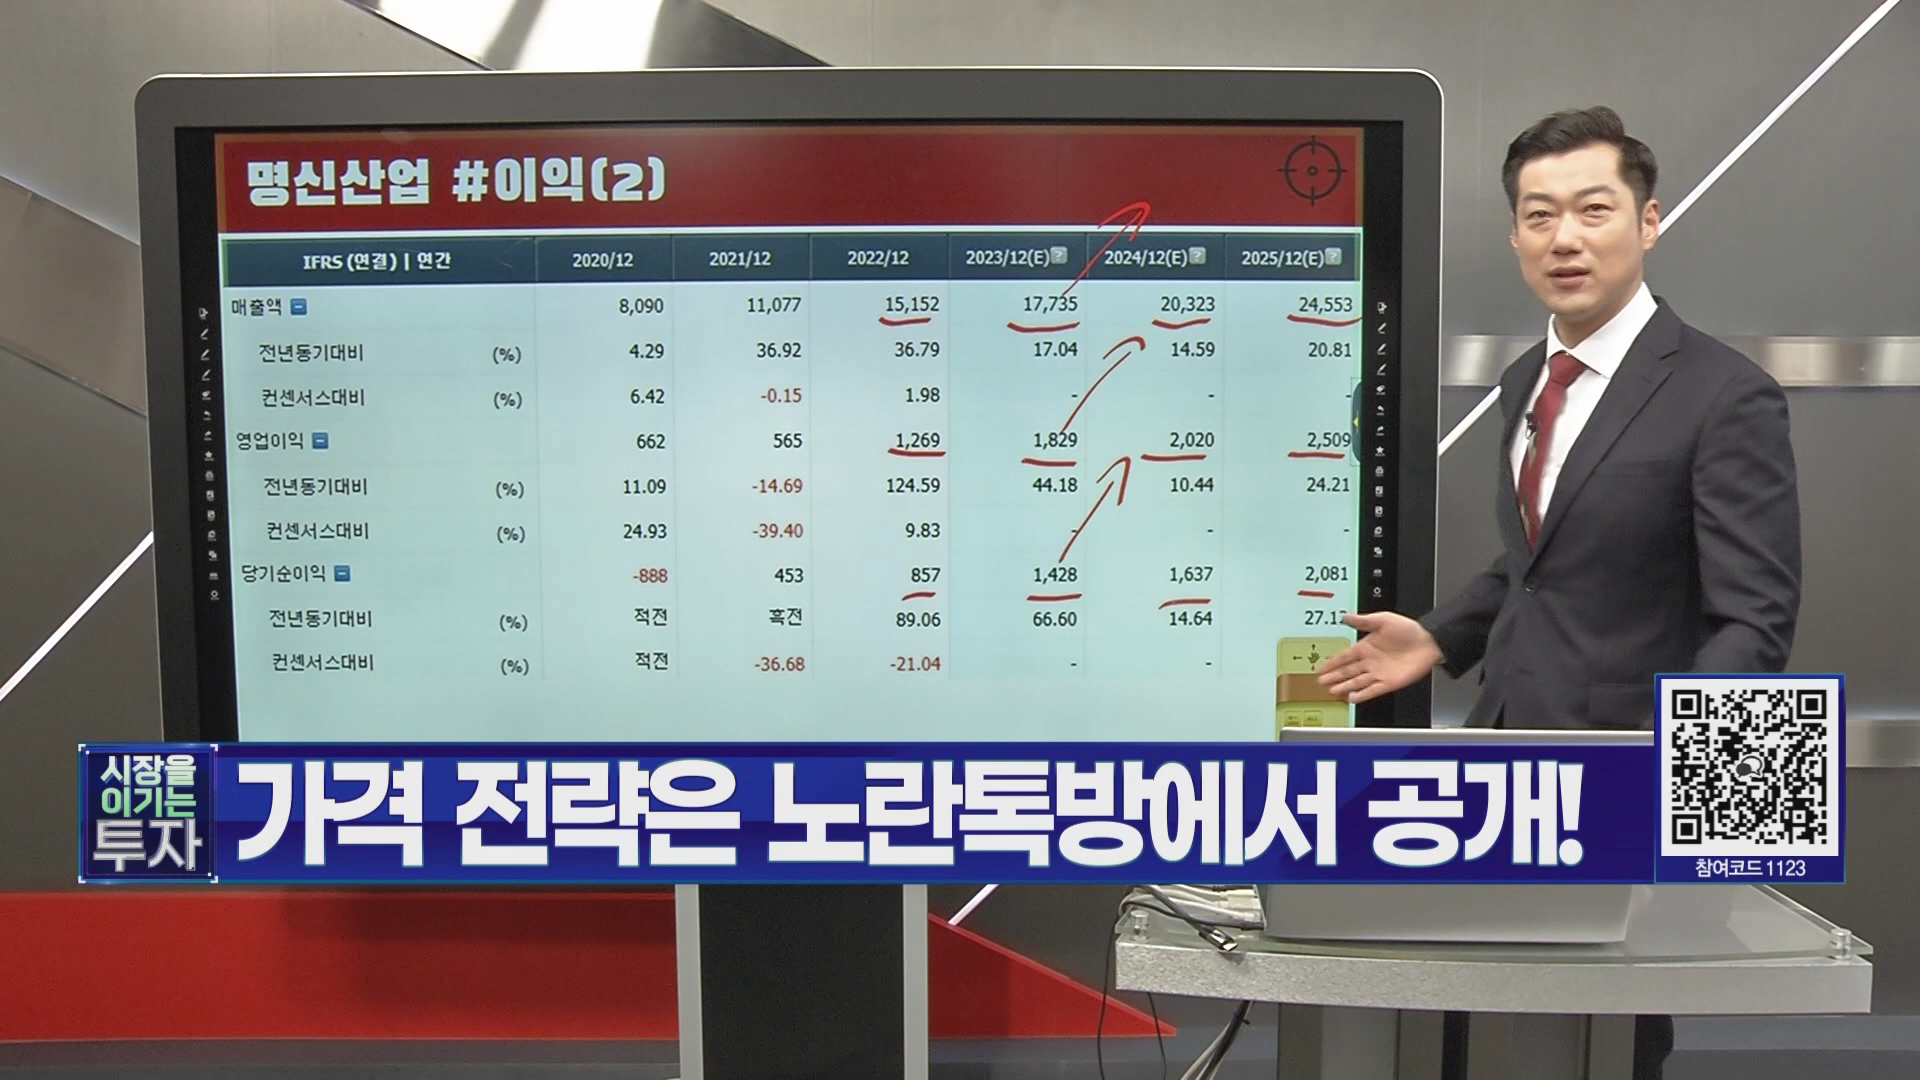 명신산업 #이익(2)
IFRS (연결) | 연간 2020/12 2021/12 2022/12 2023/12(E) 2024/12(E) 2025/12(E)
매출액 8,090 11,077 15,152 17,735 20,323 24,553
전년동기대비 (%) 4.29 36.92 36.79 17.04 14.59 20.81
컨센서스대비 (%) 6.42 -0.15 1.98 - - -
영업이익 662 565 1,269 1,829 2,020 2,509
전년동기대비 (%) 11.09 -14.69 124.59 44.18 10.44 24.21
컨센서스대비 (%) 24.93 -39.40 9.83 - - -
당기순이익 -888 453 857 1,428 1,637 2,081
전년동기대비 (%) 적전 흑전 89.06 66.60 14.64 27.12
컨센서스대비 (%) 적전 -36.68 -21.04 - -
시장을
이기는
투자
가격 전략은 노란톡방에서 공개!
참여코드 1123